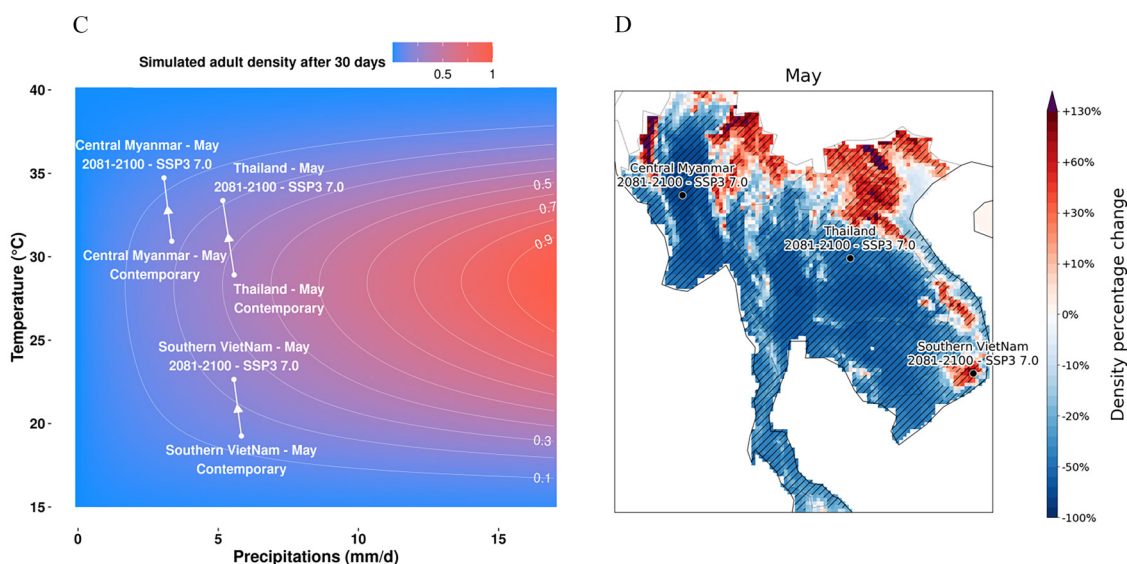 C
Simulated adult density after 30 days
0.5
1
40
35
30
25
20
15
Temperature (°C)
0
5
10
15
Precipitations (mm/d)
Central Myanmar - May
2081-2100 - SSP3 7.0
Thailand - May
2081-2100 - SSP3 7.0
Central Myanmar - May
Contemporary
Thailand - May
Contemporary
Southern VietNam - May
2081-2100 - SSP3 7.0
Southern VietNam - May
Contemporary
0.5
0.7
0.9
0.3
0.1
D
May
Central Myanmar
2081-2100 - SSP3 7.0
Thailand
2081-2100 - SSP3 7.0
Southern VietNam
2081-2100 - SSP3 7.0
+130%
+60%
+30%
+10%
0%
-10%
-20%
-50%
-100%
Density percentage change